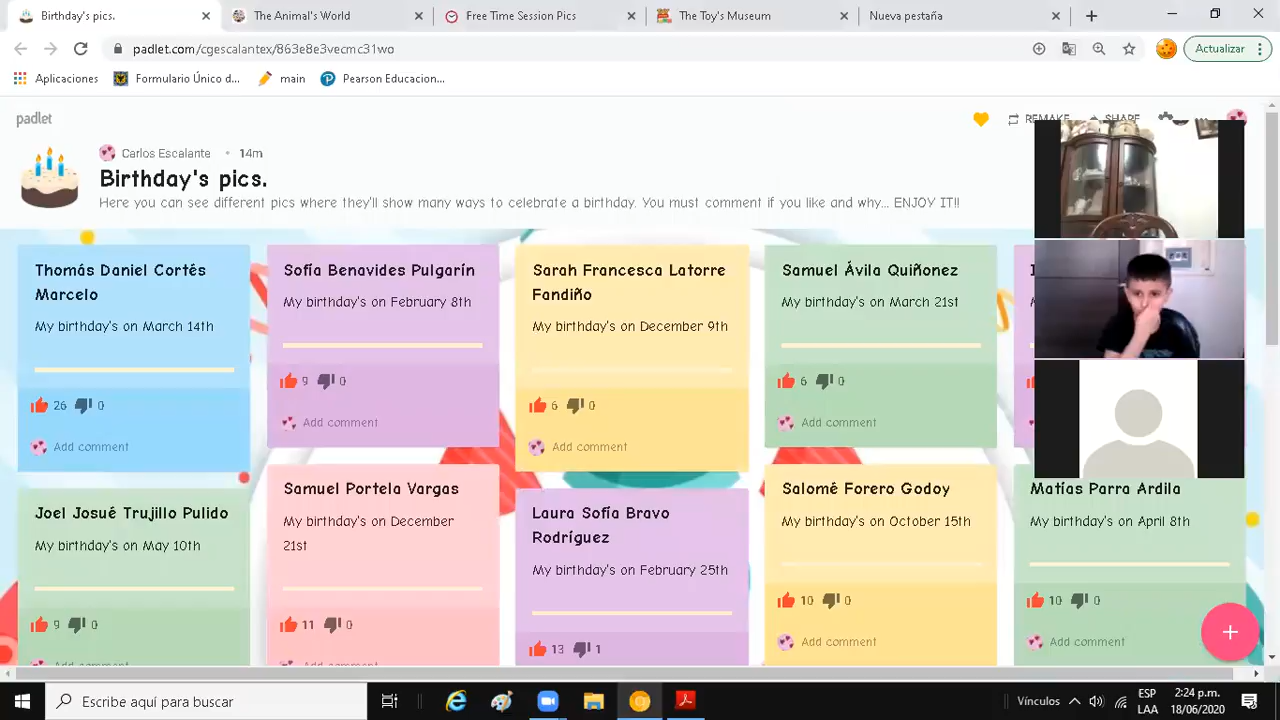 Birthday's pics.
The Animal's World
Free Time Session Pics
The Toy's Museum
Nueva pestaña
padlet.com/cgescalantex/863e8e3vecmc31wo
Actualizar
Aplicaciones
Formulario Único d...
main
Pearson Educacion...
padlet
REMAKE
SHARE
Carlos Escalante • 14m
Birthday's pics.
Here you can see different pics where they'll show many ways to celebrate a birthday. You must comment if you like and why... ENJOY IT!!
Thomás Daniel Cortés
Marcelo
My birthday's on March 14th
26 0
Add comment
Sofía Benavides Pulgarín
My birthday's on February 8th
9 0
Add comment
Sarah Francesca Latorre
Fandiño
My birthday's on December 9th
6 0
Add comment
Samuel Ávila Quiñonez
My birthday's on March 21st
6 0
Add comment
Joel Josué Trujillo Pulido
My birthday's on May 10th
9 0
Add comment
Samuel Portela Vargas
My birthday's on December
21st
11 0
Add comment
Laura Sofía Bravo
Rodríguez
My birthday's on February 25th
13 1
Salomé Forero Godoy
My birthday's on October 15th
10 0
Add comment
Matías Parra Ardila
My birthday's on April 8th
10 0
Add comment
Escribe aquí para buscar
Vínculos
ESP
LAA
2:24 p.m.
18/06/2020